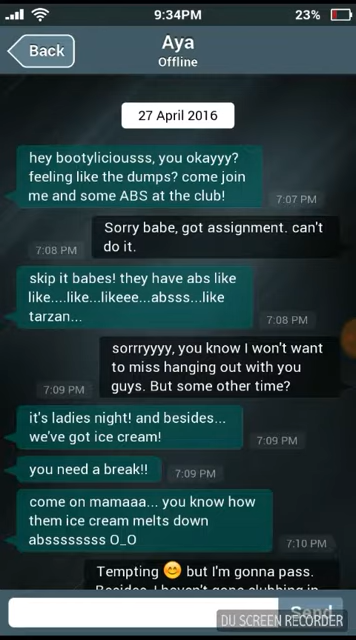 9:34PM
23%
Back
Aya
Offline
27 April 2016
hey bootyliciousss, you okayyy?
feeling like the dumps? come join
me and some ABS at the club!
7:07 PM
Sorry babe, got assignment. can't
do it.
7:08 PM
skip it babes! they have abs like
like....like..likeee...absss...like
tarzan...
7:08 PM
sorrryyyy, you know I won't want
to miss hanging out with you
guys. But some other time?
7:09 PM
it's ladies night! and besides...
we've got ice cream!
7:09 PM
you need a break!!
7:09 PM
come on mamaaa... you know how
them ice cream melts down
abssssssss O_O
7:10 PM
Tempting 😊 but I'm gonna pass.
Besides, I haven't gone clubbing in
Send
DU SCREEN RECORDER